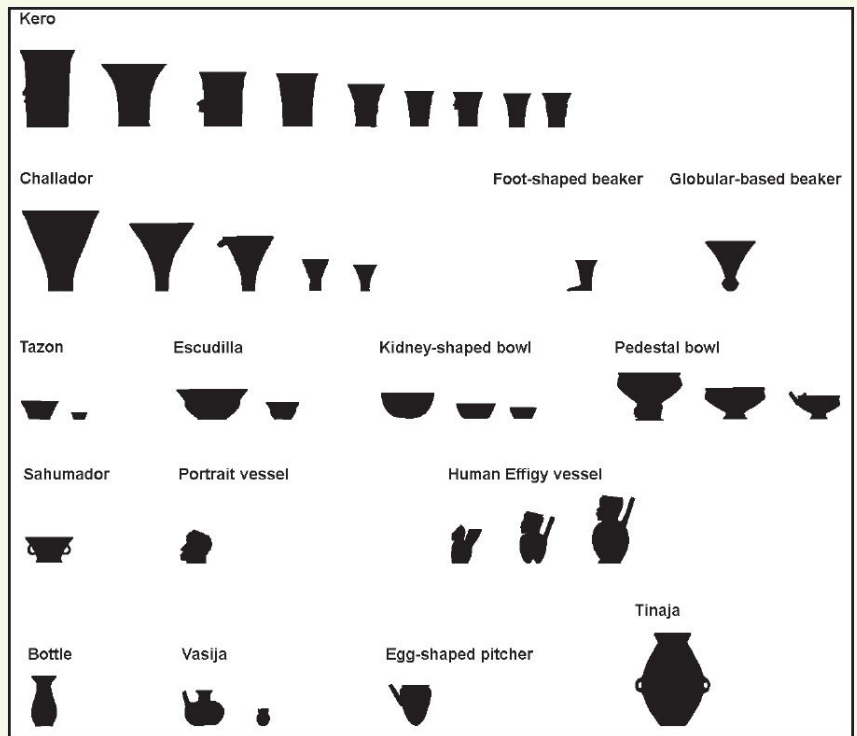 Kero
Challador
Foot-shaped beaker
Globular-based beaker
Tazon
Escudilla
Kidney-shaped bowl
Pedestal bowl
Sahumador
Portrait vessel
Human Effigy vessel
Tinaja
Bottle
Vasija
Egg-shaped pitcher